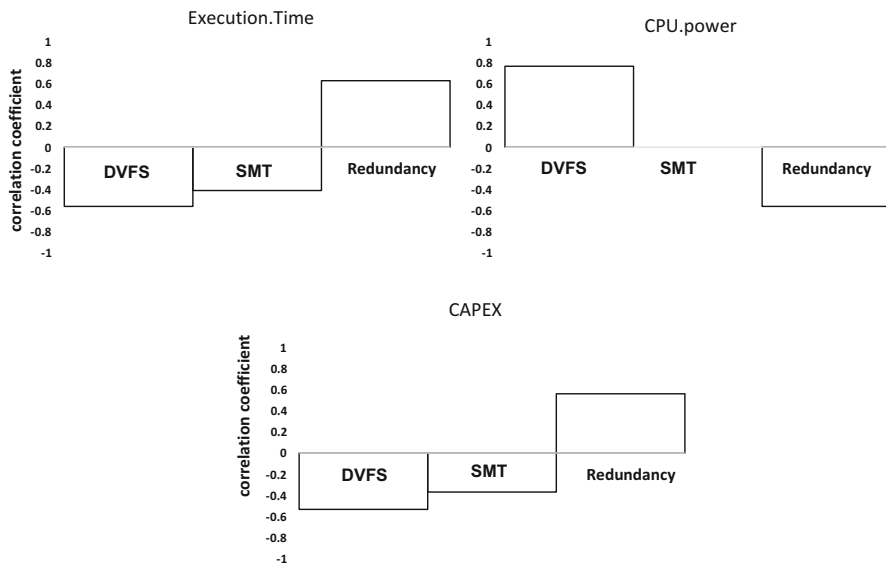 Execution.Time
correlation coefficient
1
0.8
0.6
0.4
0.2
0
-0.2
-0.4
-0.6
-0.8
-1
DVFS
SMT
Redundancy
CPU.power
1
0.8
0.6
0.4
0.2
0
-0.2
-0.4
-0.6
-0.8
-1
DVFS
SMT
Redundancy
CAPEX
correlation coefficient
1
0.8
0.6
0.4
0.2
0
-0.2
-0.4
-0.6
-0.8
-1
DVFS
SMT
Redundancy